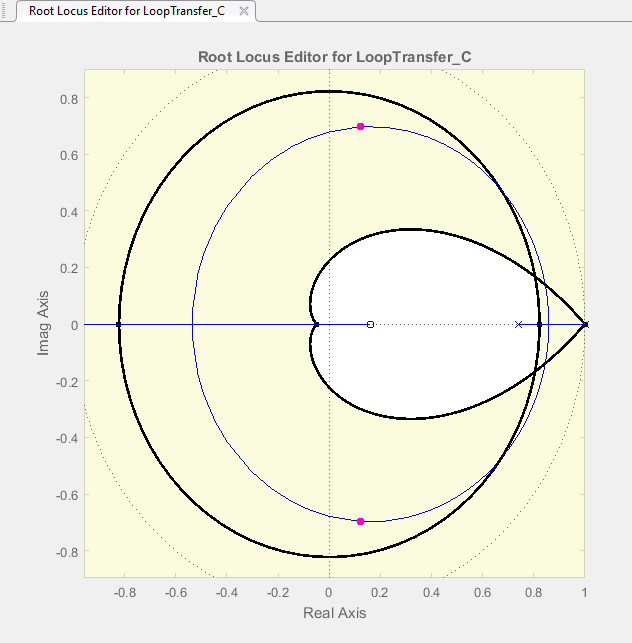 Root Locus Editor for LoopTransfer_C
Root Locus Editor for LoopTransfer_C
0.8
0.6
0.4
0.2
0
-0.2
-0.4
-0.6
-0.8
Imag Axis
-0.8 -0.6 -0.4 -0.2 0 0.2 0.4 0.6 0.8 1
Real Axis